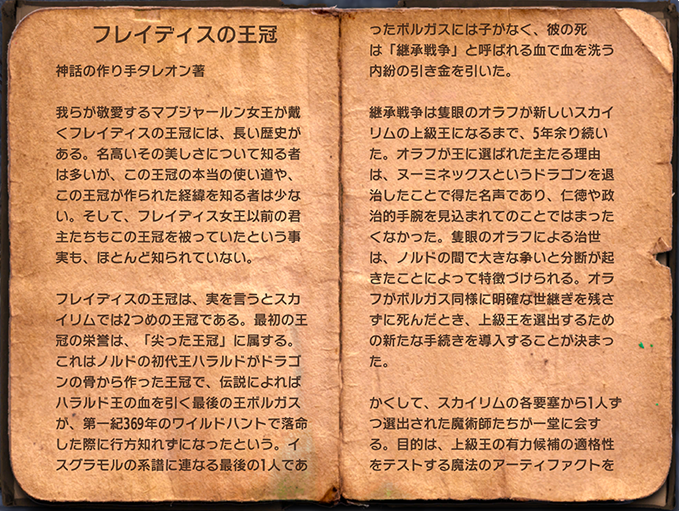 フレイディスの王冠
神話の作り手タレオン著
我らが敬愛するマブジャールン女王が戴
くフレイディスの王冠には、長い歴史が
ある。名高いその美しさについて知る者
は多いが、この王冠の本当の使い道や、
この王冠が作られた経緯を知る者は少な
い。そして、フレイディス女王以前の君
主たちもこの王冠を被っていたという事
実も、ほとんど知られていない。
フレイディスの王冠は、実を言うとスカ
イリムでは2つめの王冠である。最初の王
冠の栄誉は、「尖った王冠」に属する。
これはノルドの初代王ハラルドがドラゴ
ンの骨から作った王冠で、伝説によれば
ハラルド王の血を引く最後の王ボルガス
が、第一紀369年のワイルドハントで落命
した際に行方知れずになったという。イ
スグラモルの系譜に連なる最後の1人であ
ったボルガスには子がなく、彼の死
は「継承戦争」と呼ばれる血で血を洗う
内紛の引き金を引いた。
継承戦争は隻眼のオラフが新しいスカイ
リムの上級王になるまで、5年余り続い
た。オラフが王に選ばれた主たる理由
は、ヌーミネックスというドラゴンを退
治したことで得た名声であり、仁徳や政
治的手腕を見込まれてのことではまった
くなかった。隻眼のオラフによる治世
は、ノルドの間で大きな争いと分断が起
きたことによって特徴づけられる。オラ
フがボルガス同様に明確な世継ぎを残さ
ずに死んだとき、上級王を選出するため
の新たな手続きを導入することが決まっ
た。
かくして、スカイリムの各要塞から1人ず
つ選出された魔術師たちが一堂に会す
る。目的は、上級王の有力候補の適格性
をテストする魔法のアーティファクトを